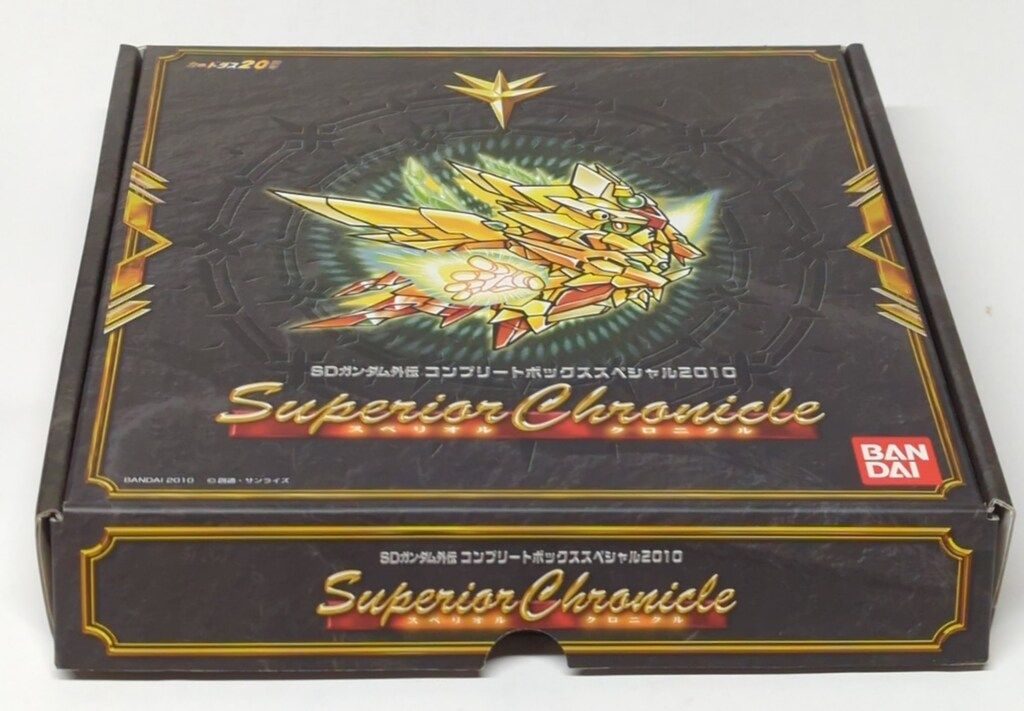 カードダス20周年
SDガンダム外伝 コンプリートボックススペシャル2010
Superior Chronicle
スペリオル クロニクル
BAN
DAI
BANDAI 2010 ©創通・サンライズ
SDガンダム外伝 コンプリートボックススペシャル2010
Superior Chronicle
スペリオル クロニクル